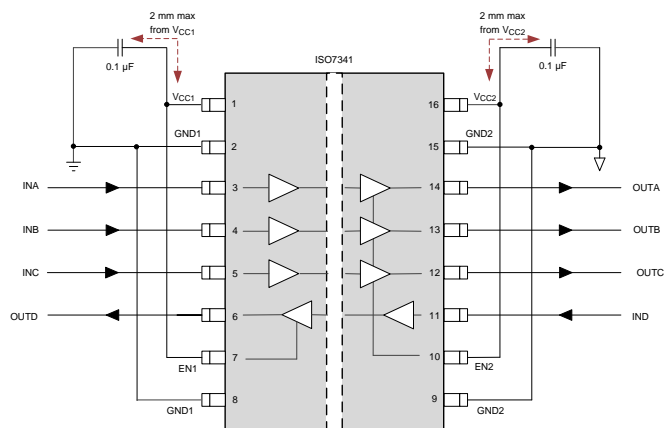 2 mm max
from VCC1
2 mm max
from VCC2
0.1 µF
ISO7341
0.1 µF
VCC1
1
16
VCC2
GND1
2
15
GND2
INA
3
14
OUTA
INB
4
13
OUTB
INC
5
12
OUTC
OUTD
6
11
IND
EN1
7
10
EN2
GND1
8
9
GND2